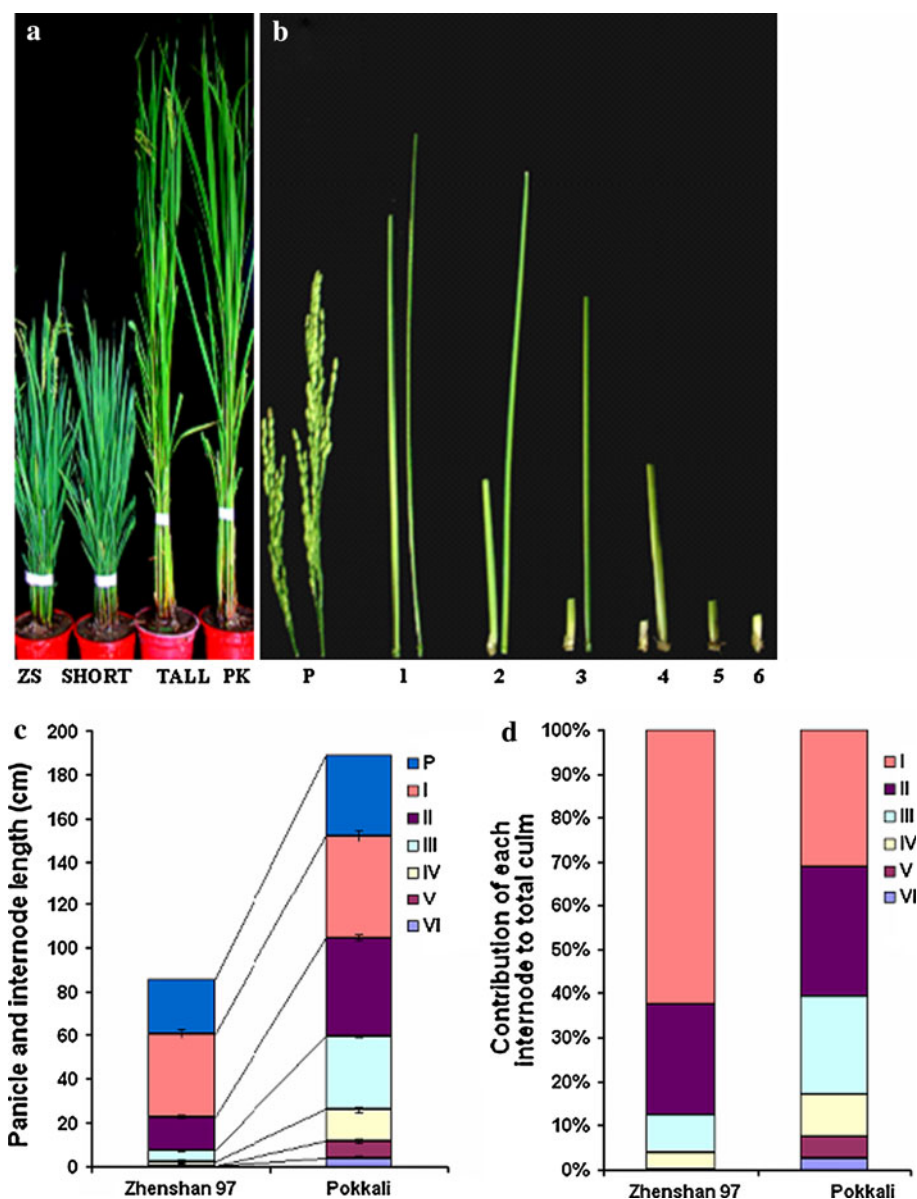 a
b
ZS SHORT TALL PK
P 1 2 3 4 5 6
c
Panicle and internode length (cm)
200
180
160
140
120
100
80
60
40
20
0
P
I
II
III
IV
V
VI
Zhenshan 97 Pokkali
d
Contribution of each
internode to total culm
100%
90%
80%
70%
60%
50%
40%
30%
20%
10%
0%
I
II
III
IV
V
VI
Zhenshan 97 Pokkali